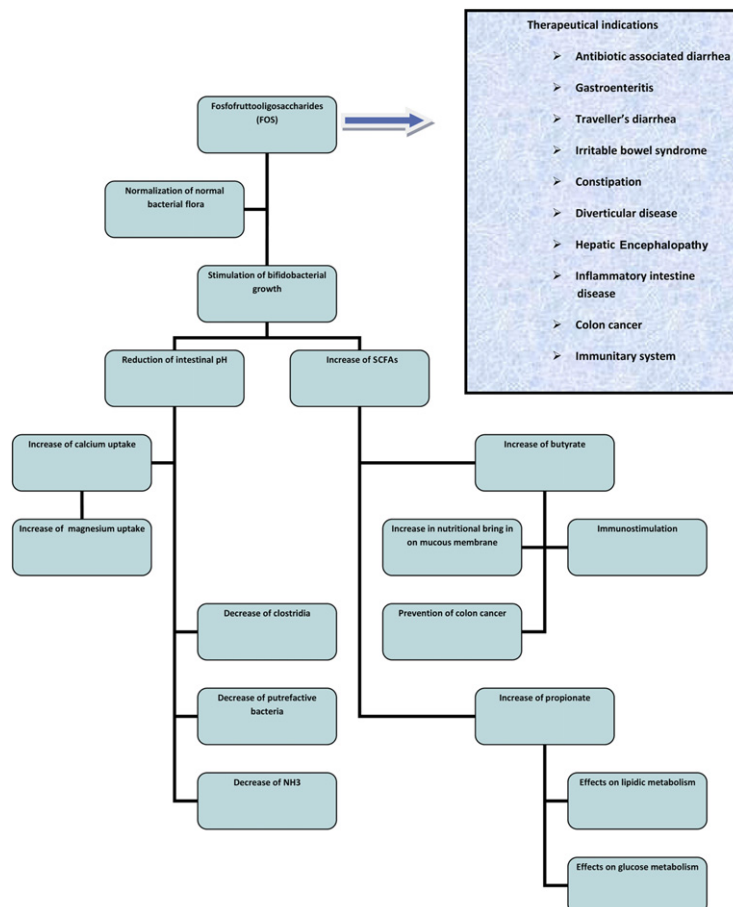 Therapeutical indications
➢ Antibiotic associated diarrhea
➢ Gastroenteritis
➢ Traveller's diarrhea
➢ Irritable bowel syndrome
➢ Constipation
➢ Diverticular disease
➢ Hepatic Encephalopathy
➢ Inflammatory intestine
disease
➢ Colon cancer
➢ Immunitary system
Fosfofruttooligosaccharides
(FOS)
Normalization of normal
bacterial flora
Stimulation of bifidobacterial
growth
Reduction of intestinal pH
Increase of SCFAs
Increase of calcium uptake
Increase of magnesium uptake
Increase of butyrate
Increase in nutritional bring in
on mucous membrane
Immunostimulation
Prevention of colon cancer
Decrease of clostridia
Decrease of putrefactive
bacteria
Decrease of NH3
Increase of propionate
Effects on lipidic metabolism
Effects on glucose metabolism